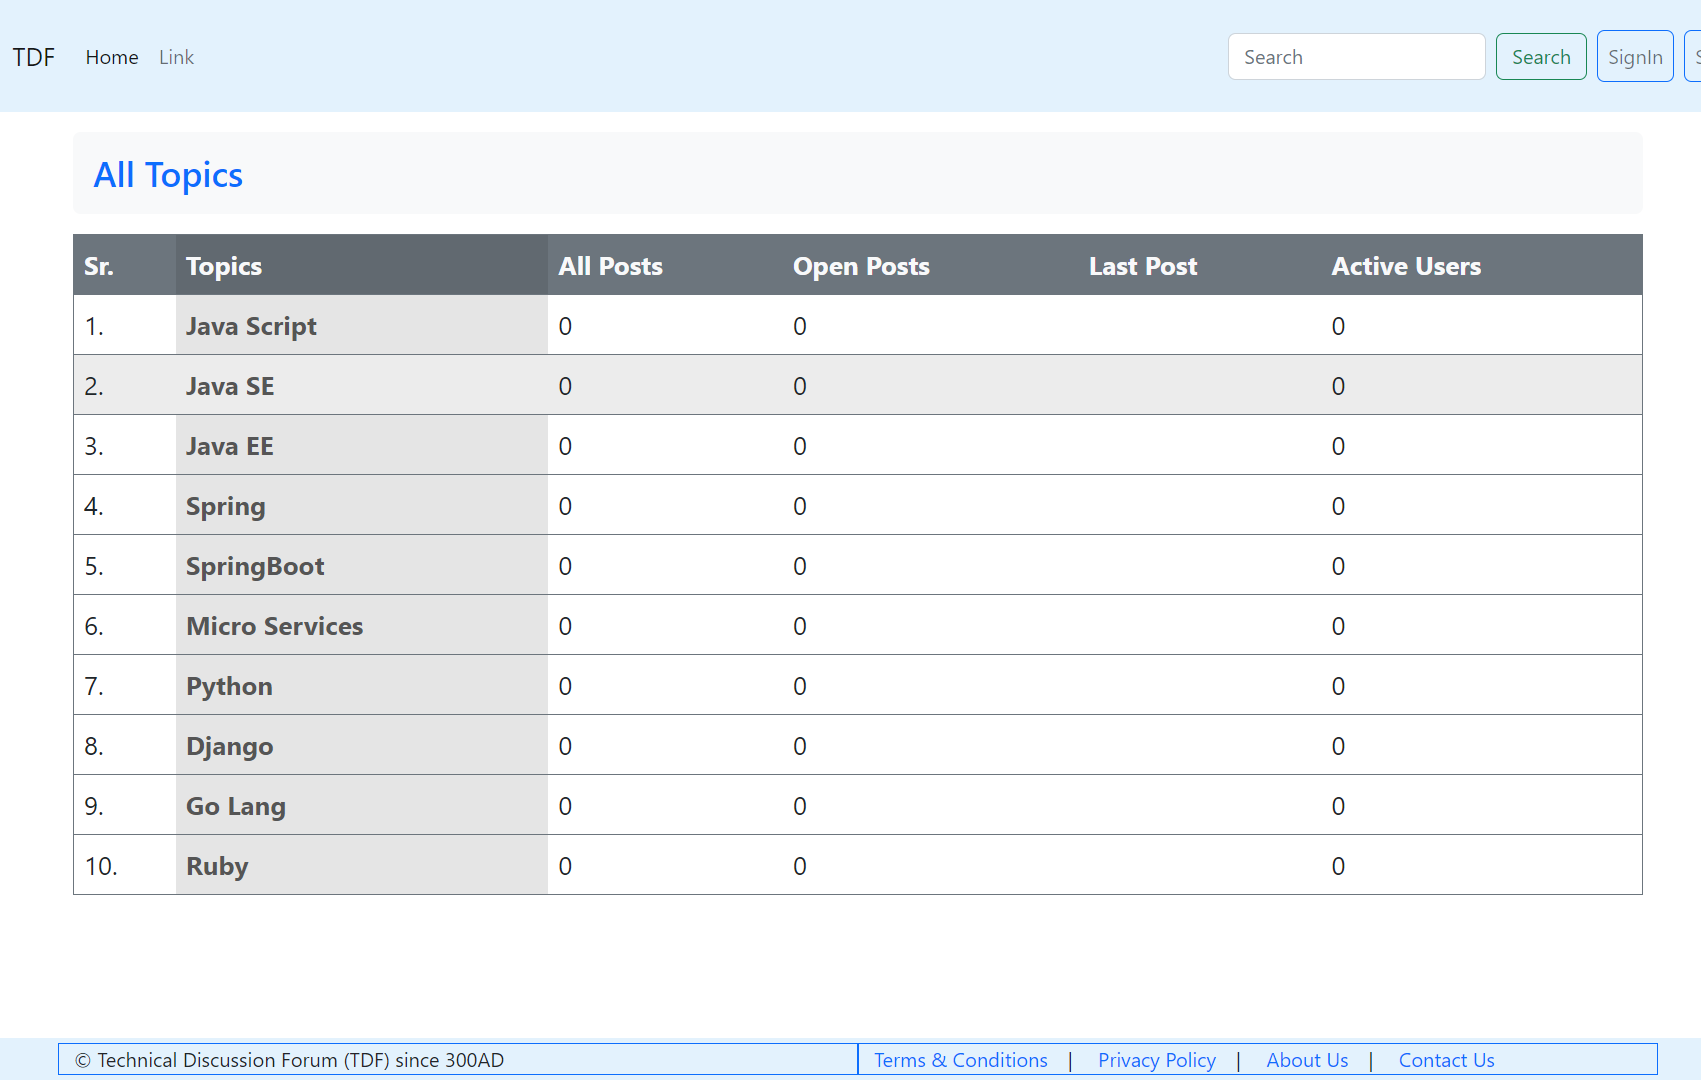 TDF Home Link Search Search SignIn
All Topics
Sr. Topics All Posts Open Posts Last Post Active Users
1. Java Script 0 0 0
2. Java SE 0 0 0
3. Java EE 0 0 0
4. Spring 0 0 0
5. SpringBoot 0 0 0
6. Micro Services 0 0 0
7. Python 0 0 0
8. Django 0 0 0
9. Go Lang 0 0 0
10. Ruby 0 0 0
© Technical Discussion Forum (TDF) since 300AD Terms & Conditions | Privacy Policy | About Us | Contact Us